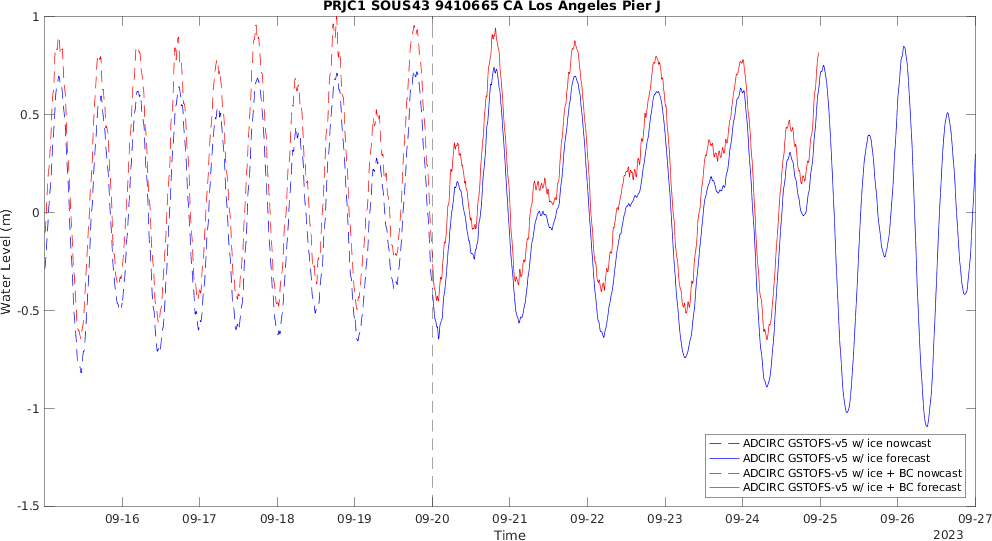 PRJC1 SOUS43 9410665 CA Los Angeles Pier J
1
0.5
0
-0.5
-1
-1.5
Water Level (m)
09-16 09-17 09-18 09-19 09-20 09-21 09-22 09-23 09-24 09-25 09-26 09-27
Time
2023
ADCIRC GSTOFS-v5 w/ ice nowcast
ADCIRC GSTOFS-v5 w/ ice forecast
ADCIRC GSTOFS-v5 w/ ice + BC nowcast
ADCIRC GSTOFS-v5 w/ ice + BC forecast